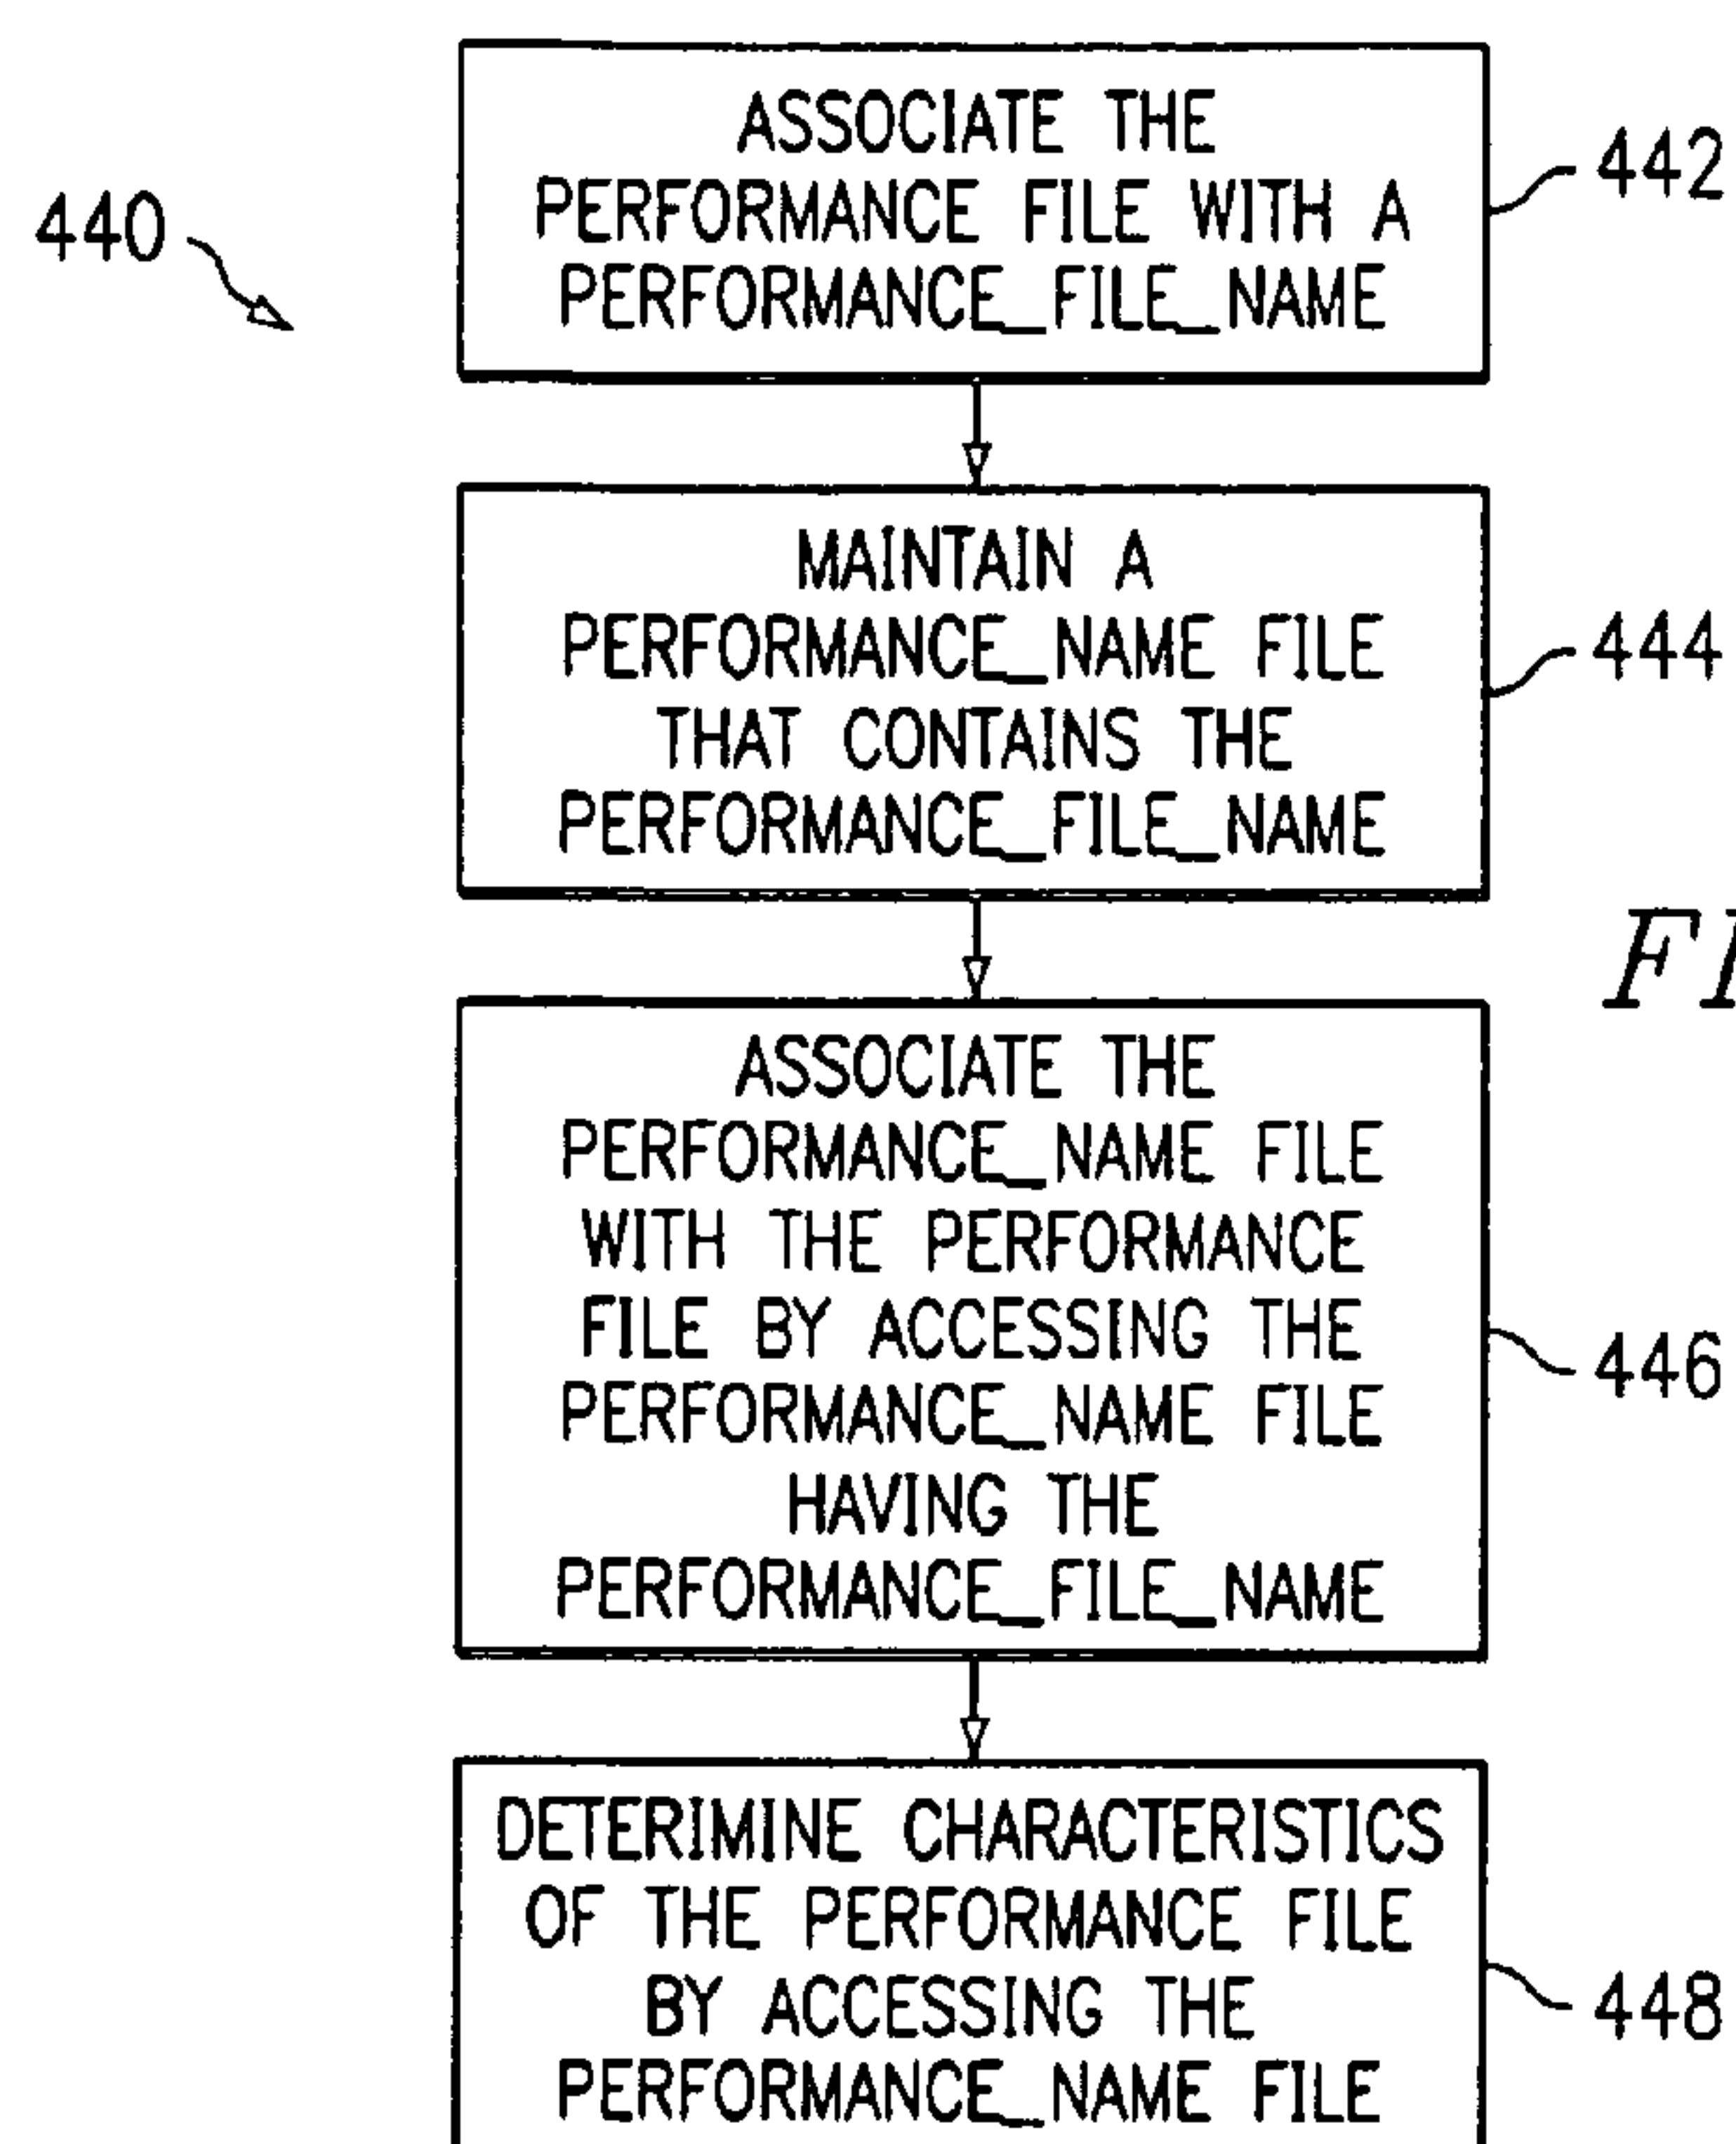 440
ASSOCIATE THE
PERFORMANCE FILE WITH A
PERFORMANCE_FILE_NAME
442
MAINTAIN A
PERFORMANCE_NAME FILE
THAT CONTAINS THE
PERFORMANCE_FILE_NAME
444
ASSOCIATE THE
PERFORMANCE_NAME FILE
WITH THE PERFORMANCE
FILE BY ACCESSING THE
PERFORMANCE_NAME FILE
HAVING THE
PERFORMANCE_FILE_NAME
446
DETERIMINE CHARACTERISTICS
OF THE PERFORMANCE FILE
BY ACCESSING THE
PERFORMANCE_NAME FILE
448